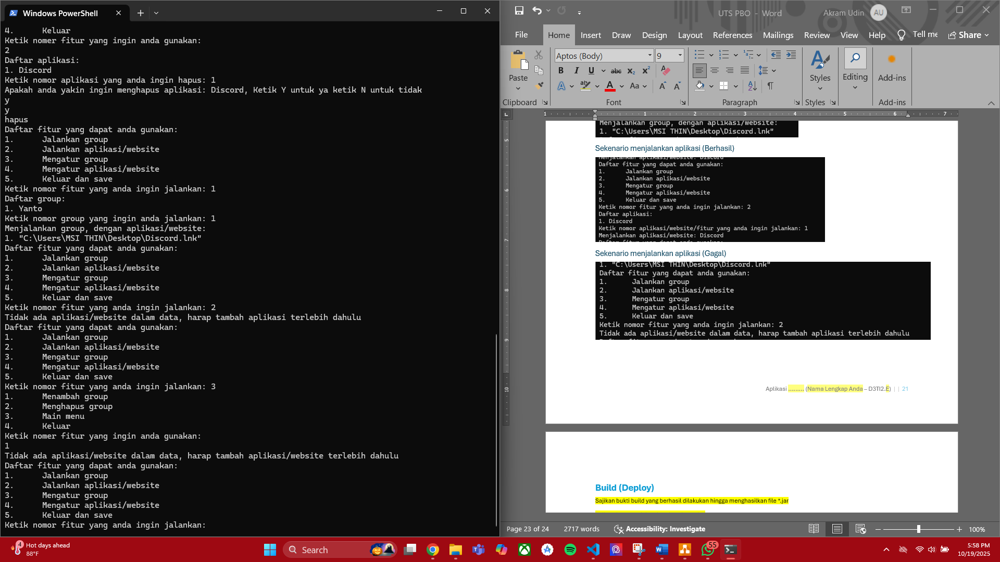 Windows PowerShell
4.      Keluar
Ketik nomer fitur yang ingin anda gunakan:
2
Daftar aplikasi:
1. Discord
Ketik nomor aplikasi yang anda ingin hapus: 1
Apakah anda yakin ingin menghapus aplikasi: Discord, Ketik Y untuk ya ketik N untuk tidak
y
y
hapus
Daftar fitur yang dapat anda gunakan:
1.      Jalankan group
2.      Jalankan aplikasi/website
3.      Mengatur group
4.      Mengatur aplikasi/website
5.      Keluar dan save
Ketik nomor fitur yang anda ingin jalankan: 1
Daftar group:
1. Yanto
Ketik nomor group yang ingin anda jalankan: 1
Menjalankan group, dengan aplikasi/website:
1. "C:\Users\MSI THIN\Desktop\Discord.lnk"
Daftar fitur yang dapat anda gunakan:
1.      Jalankan group
2.      Jalankan aplikasi/website
3.      Mengatur group
4.      Mengatur aplikasi/website
5.      Keluar dan save
Ketik nomor fitur yang anda ingin jalankan: 2
Tidak ada aplikasi/website dalam data, harap tambah aplikasi terlebih dahulu
Daftar fitur yang dapat anda gunakan:
1.      Jalankan group
2.      Jalankan aplikasi/website
3.      Mengatur group
4.      Mengatur aplikasi/website
5.      Keluar dan save
Ketik nomor fitur yang anda ingin jalankan: 3
1.      Menambah group
2.      Menghapus group
3.      Main menu
4.      Keluar
Ketik nomer fitur yang ingin anda gunakan:
1
Tidak ada aplikasi/website dalam data, harap tambah aplikasi/website terlebih dahulu
Daftar fitur yang dapat anda gunakan:
1.      Jalankan group
2.      Jalankan aplikasi/website
3.      Mengatur group
4.      Mengatur aplikasi/website
5.      Keluar dan save
Ketik nomor fitur yang anda ingin jalankan:
UTS PBO - Word
Akram Udin AU
File Home Insert Draw Design Layout References Mailings Review View Help Tell me Share
Aptos (Body) 9
B I U abc x₂ x²
A A Aa A A
Paste
Styles
Editing
Add-ins
Clipboard Font Paragraph Styles Add-ins
1 1 2 3 4 5 6 7
5
6
7
8
9
10
Menjalankan group, dengan aplikasi/website:
1. "C:\Users\MSI THIN\Desktop\Discord.lnk"
Sekenario menjalankan aplikasi (Berhasil)
Menjalankan aplikasi/website: Discord
Daftar fitur yang dapat anda gunakan:
1.      Jalankan group
2.      Jalankan aplikasi/website
3.      Mengatur group
4.      Mengatur aplikasi/website
5.      Keluar dan save
Ketik nomor fitur yang anda ingin jalankan: 2
Daftar aplikasi:
1. Discord
Ketik nomor aplikasi/website/fitur yang anda ingin jalankan: 1
Menjalankan aplikasi/website: Discord
Sekenario menjalankan aplikasi (Gagal)
1. "C:\Users\MSI THIN\Desktop\Discord.lnk"
Daftar fitur yang dapat anda gunakan:
1.      Jalankan group
2.      Jalankan aplikasi/website
3.      Mengatur group
4.      Mengatur aplikasi/website
5.      Keluar dan save
Ketik nomor fitur yang anda ingin jalankan: 2
Tidak ada aplikasi/website dalam data, harap tambah aplikasi terlebih dahulu
Aplikasi ......... (Nama Lengkap Anda – D3TI2.E) | | 21
Build (Deploy)
Sajikan bukti build yang berhasil dilakukan hingga menghasilkan file *.jar
Page 23 of 24 2717 words Accessibility: Investigate 100%
4 Hot days ahead
88°F
Search
55
5:58 PM
10/19/2025